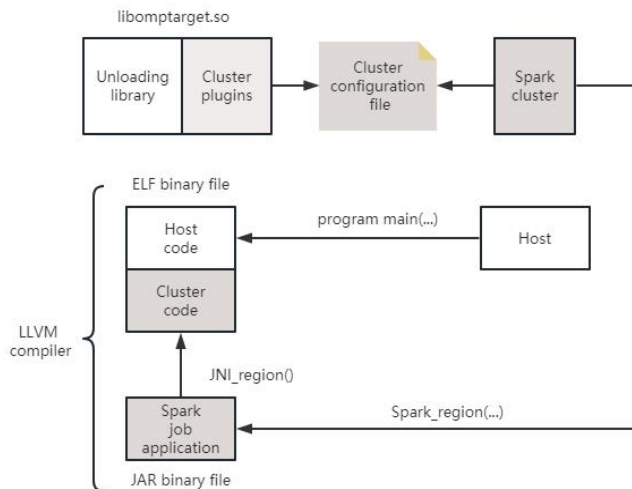 libomptarget.so
Unloading
library
Cluster
plugins
Cluster
configuration
file
Spark
cluster
ELF binary file
Host
code
program main(...)
Host
Cluster
code
LLVM
compiler
JNI_region()
Spark
job
application
Spark_region(...)
JAR binary file